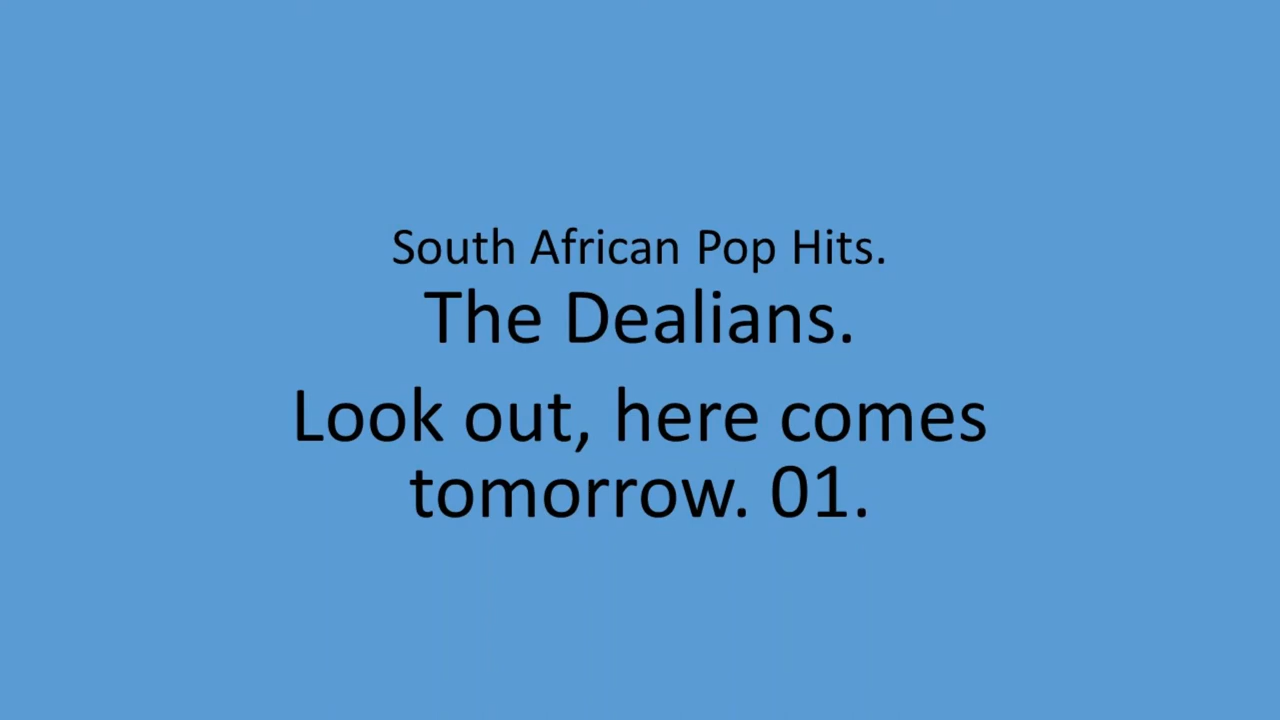 South African Pop Hits.
The Dealians.
Look out, here comes
tomorrow. 01.